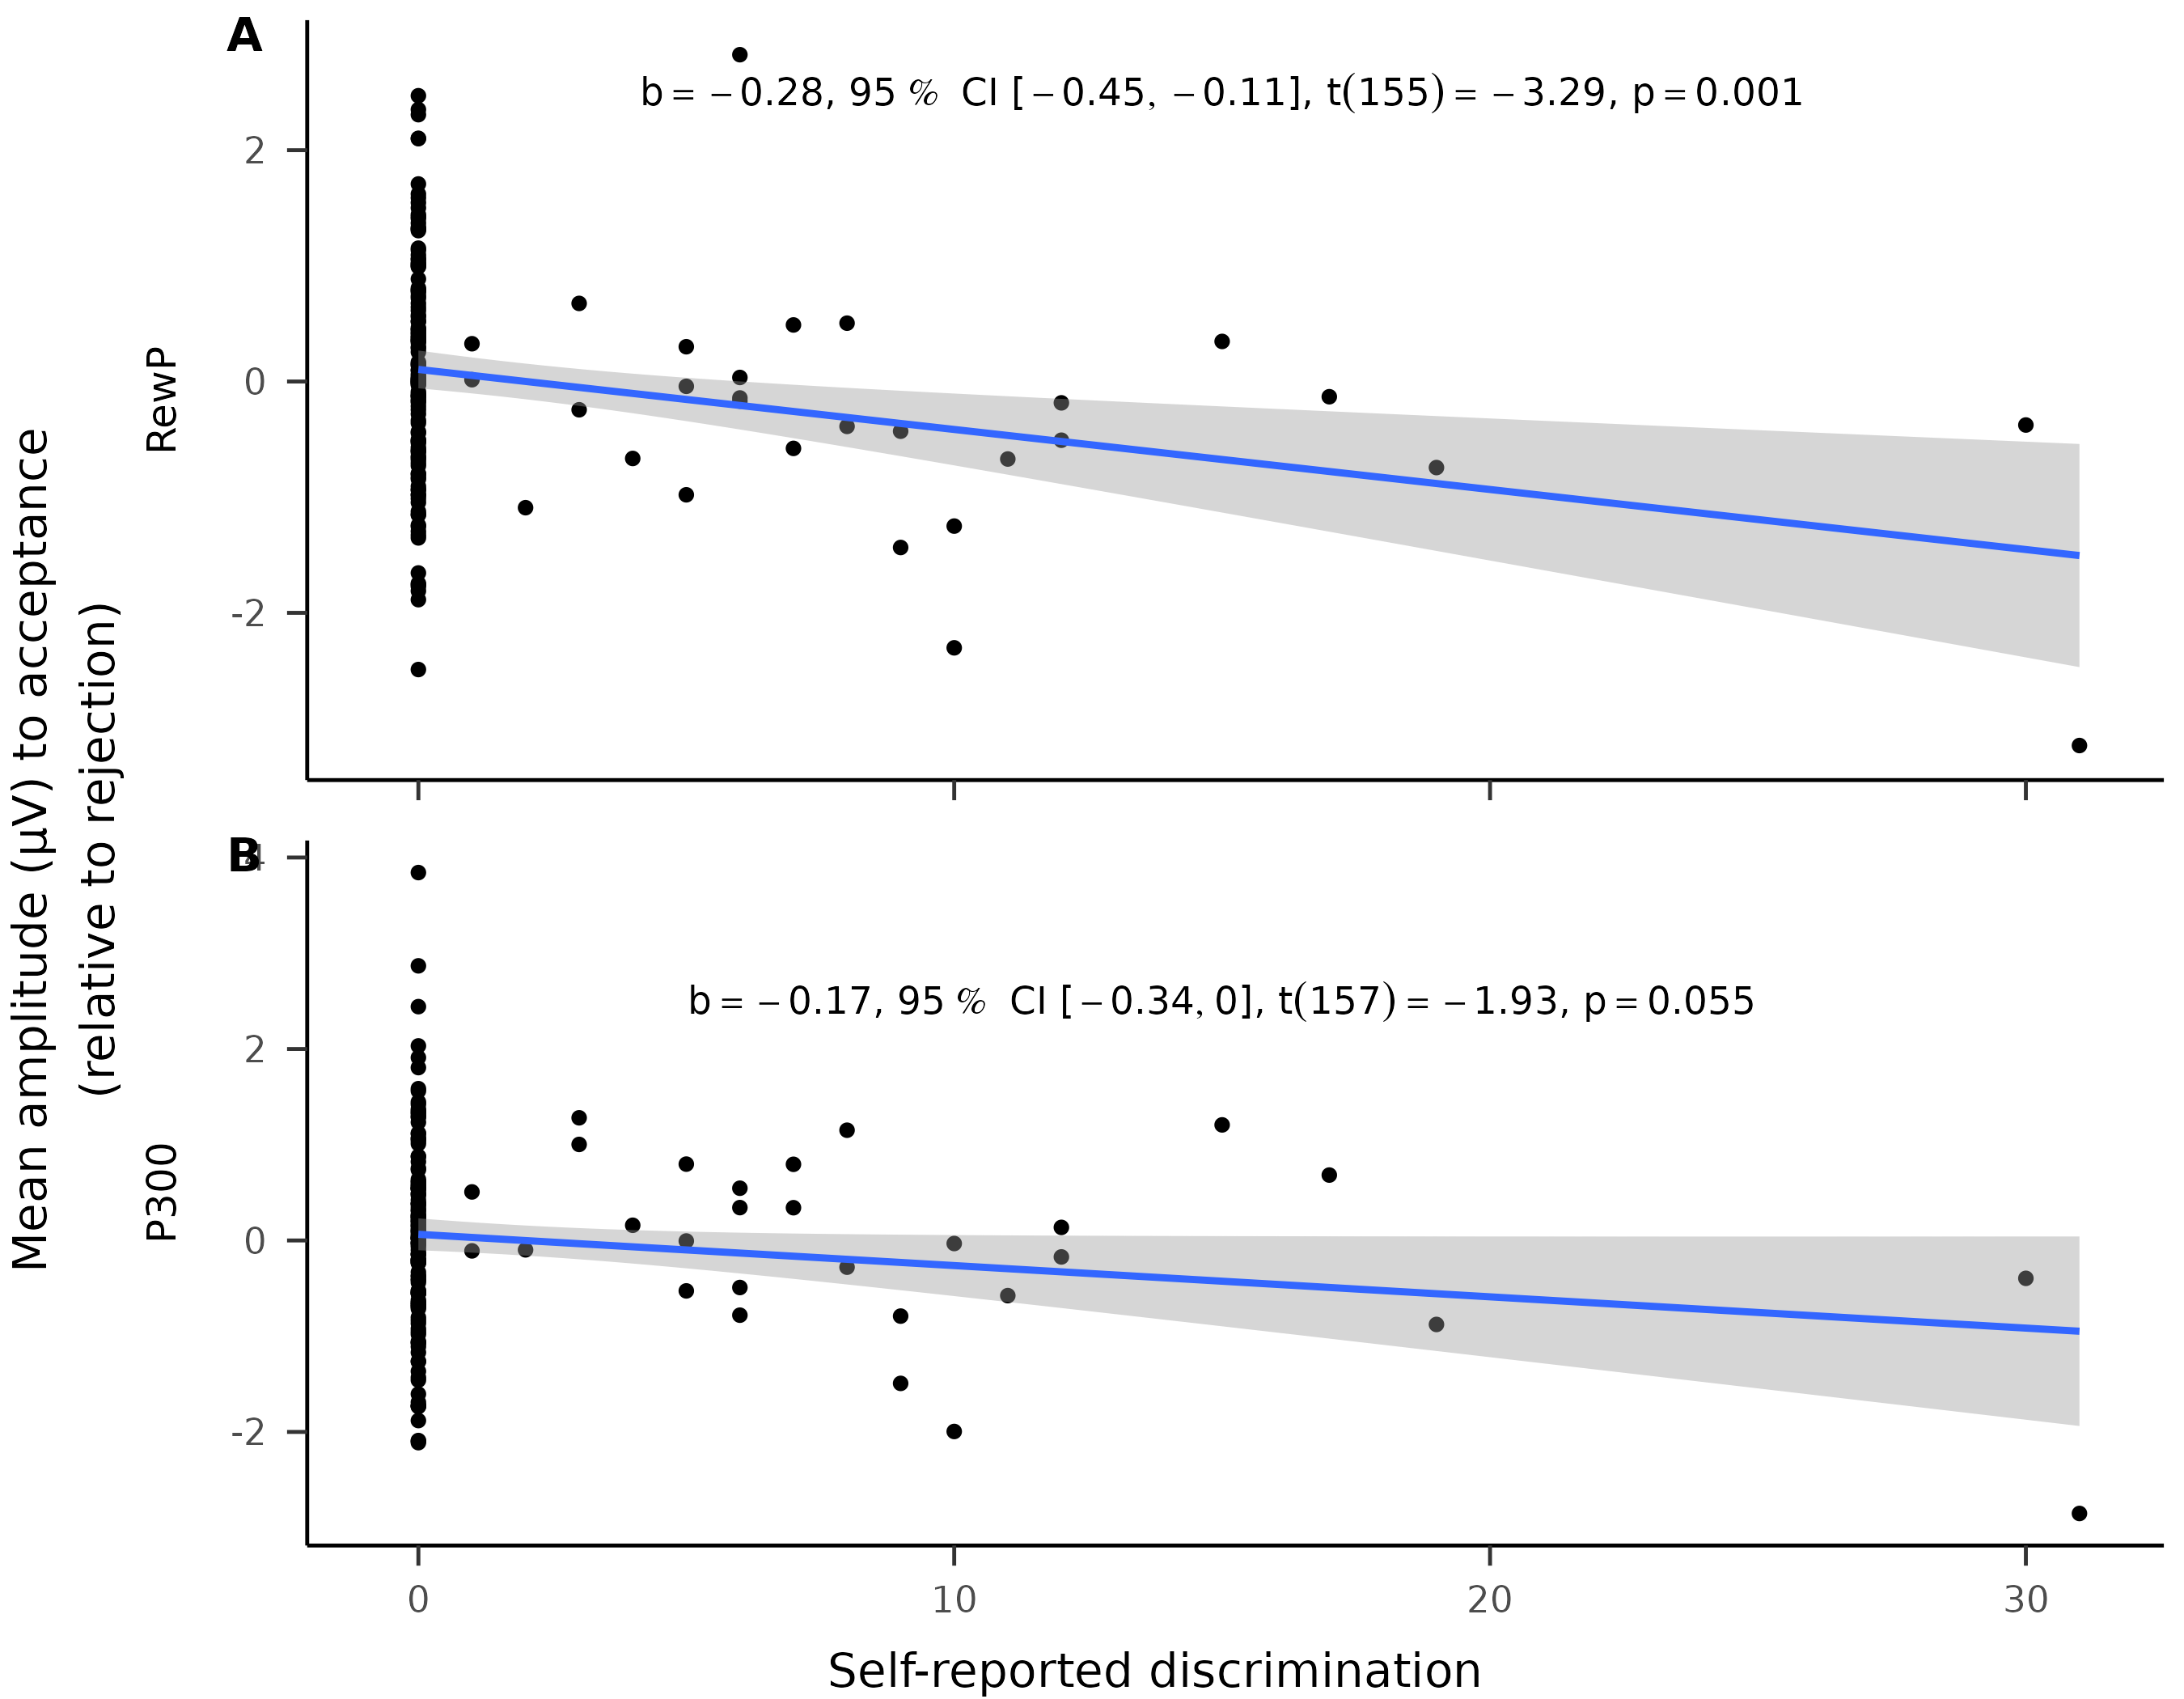 A
b = −0.28, 95 % CI [−0.45, −0.11], t(155) = −3.29, p = 0.001
2
0
-2
RewP
Mean amplitude (µV) to acceptance
(relative to rejection)
B
4
b = −0.17, 95 % CI [−0.34, 0], t(157) = −1.93, p = 0.055
2
0
-2
P300
0 10 20 30
Self-reported discrimination